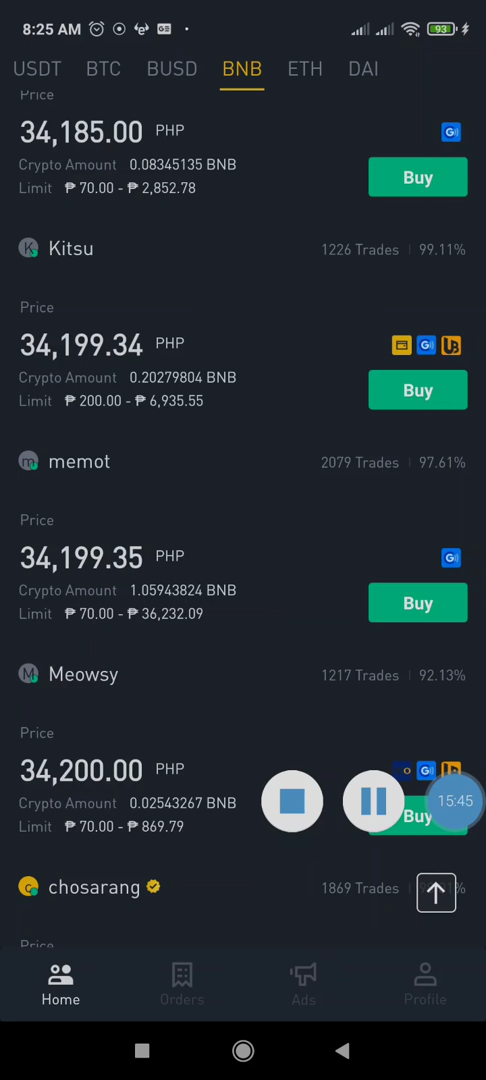 8:25 AM
93
USDT BTC BUSD BNB ETH DAI
Price
34,185.00 PHP
Crypto Amount 0.08345135 BNB
Limit ₱ 70.00 - ₱ 2,852.78
Buy
Kitsu 1226 Trades 99.11%
Price
34,199.34 PHP
Crypto Amount 0.20279804 BNB
Limit ₱ 200.00 - ₱ 6,935.55
Buy
memot 2079 Trades 97.61%
Price
34,199.35 PHP
Crypto Amount 1.05943824 BNB
Limit ₱ 70.00 - ₱ 36,232.09
Buy
Meowsy 1217 Trades 92.13%
Price
34,200.00 PHP
Crypto Amount 0.02543267 BNB
Limit ₱ 70.00 - ₱ 869.79
Buy
15:45
chosarang 1869 Trades
Price
Home Orders Ads Profile